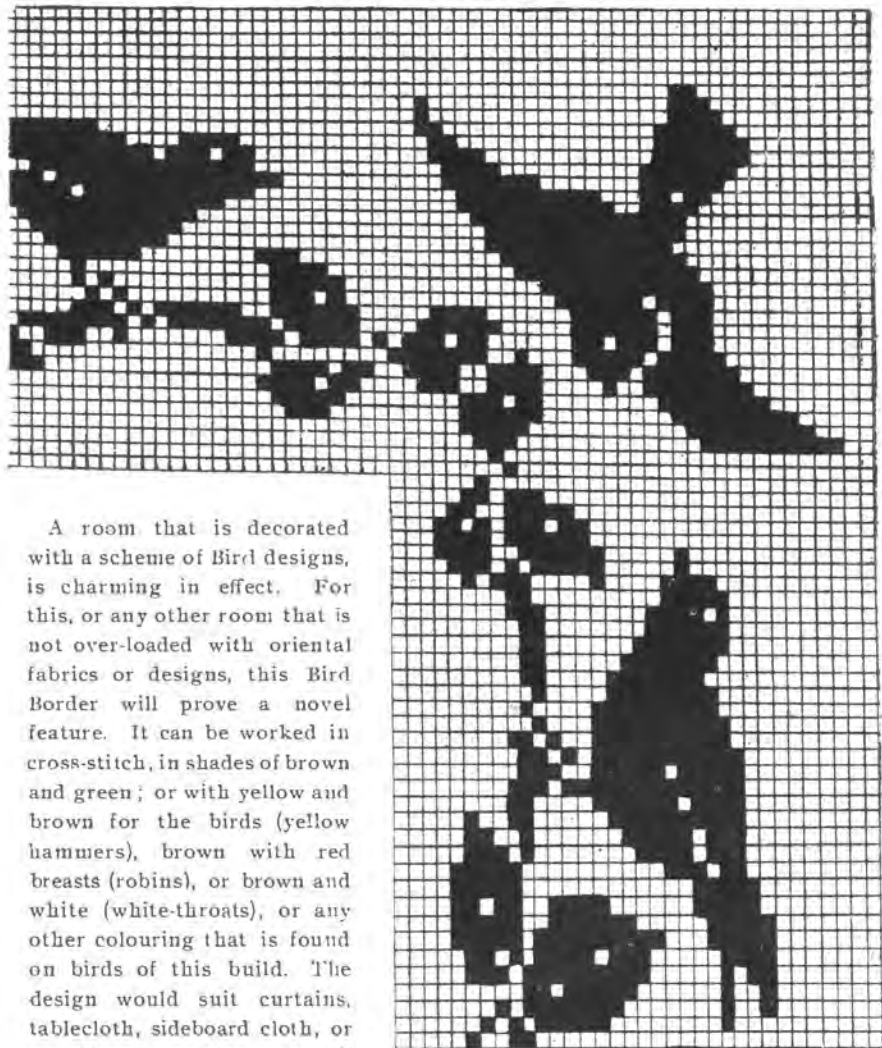 A room that is decorated
with a scheme of Bird designs,
is charming in effect. For
this, or any other room that is
not over-loaded with oriental
fabrics or designs, this Bird
Border will prove a novel
feature. It can be worked in
cross-stitch, in shades of brown
and green; or with yellow and
brown for the birds (yellow
hammers), brown with red
breasts (robins), or brown and
white (white-throats), or any
other colouring that is found
on birds of this build. The
design would suit curtains,
tablecloth, sideboard cloth, or